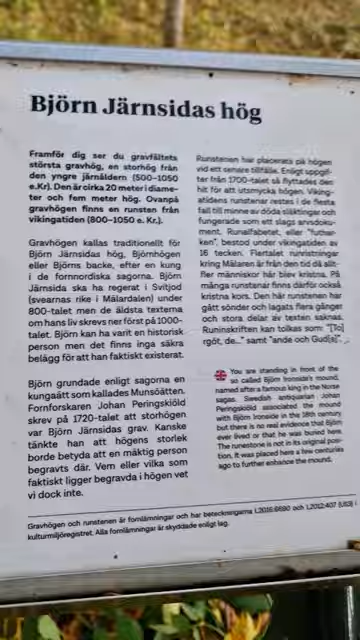 Björn Järnsidas hög
Framför dig ser du gravfältets
största gravhög, en storhög från
den yngre järnåldern (500–1050
e.Kr). Den är cirka 20 meter i diame-
ter och fem meter hög. Ovanpå
gravhögen finns en runsten från
vikingatiden (800–1050 e. Kr.).
Gravhögen kallas traditionellt för
Björn Järnsidas hög, Björnhögen
eller Björns backe, efter en kung
i de fornnordiska sagorna. Björn
Järnsida ska ha regerat i Svitjod
(svearnas rike i Mälardalen) under
800-talet men de äldsta texterna
om hans liv skrevs ner först på 1000-
talet. Björn kan ha varit en historisk
person men det finns inga säkra
belägg för att han faktiskt existerat.
Björn grundade enligt sagorna en
kungaätt som kallades Munsöätten.
Fornforskaren Johan Peringskiöld
skrev på 1720-talet att storhögen
var Björn Järnsidas grav. Kanske
tänkte han att högens storlek
borde betyda att en mäktig person
begravts där. Vem eller vilka som
faktiskt ligger begravda i högen vet
vi dock inte.
Runstenen har placerats på högen
vid ett senare tillfälle. Enligt uppgif-
ter från 1700-talet så flyttades den
hit för att utsmycka högen. Viking-
atidens runstenar restes i de flesta
fall till minne av döda släktingar och
fungerade som ett slags arvsdoku-
ment. Runalfabetet, eller "futhar-
ken", bestod under vikingatiden av
16 tecken. Flertalet runristningar
kring Mälaren är från den tid då allt-
fler människor här blev kristna. På
många runstenar finns därför också
kristna kors. Den här runstenen har
gått sönder och lagats flera gånger
och stora delar av texten saknas.
Runinskriften kan tolkas som: "[To]
rgöt, de..." samt "ande och Gud[s]"...
You are standing in front of the
so called Björn Ironside's mound,
named after a famous king in the Norse
sagas. Swedish antiquarian Johan
Peringskiöld associated the mound
with Björn Ironside in the 18th century
but there is no real evidence that Björn
ever lived or that he was buried here.
The runestone is not in its original posi-
tion, it was placed here a few centuries
ago to further enhance the mound.
Gravhögen och runstenen är fornlämningar och har beteckningarna L2016:6690 och L2012:407 i
kulturmiljöregistret. Alla fornlämningar är skyddade enligt lag.